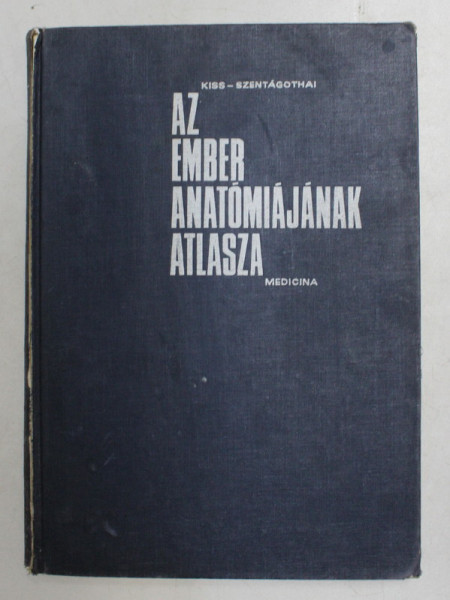 KISS – SZENTÁGOTHAI
AZ
EMBER
ANATÓMIÁJÁNAK
ATLASZA
MEDICINA